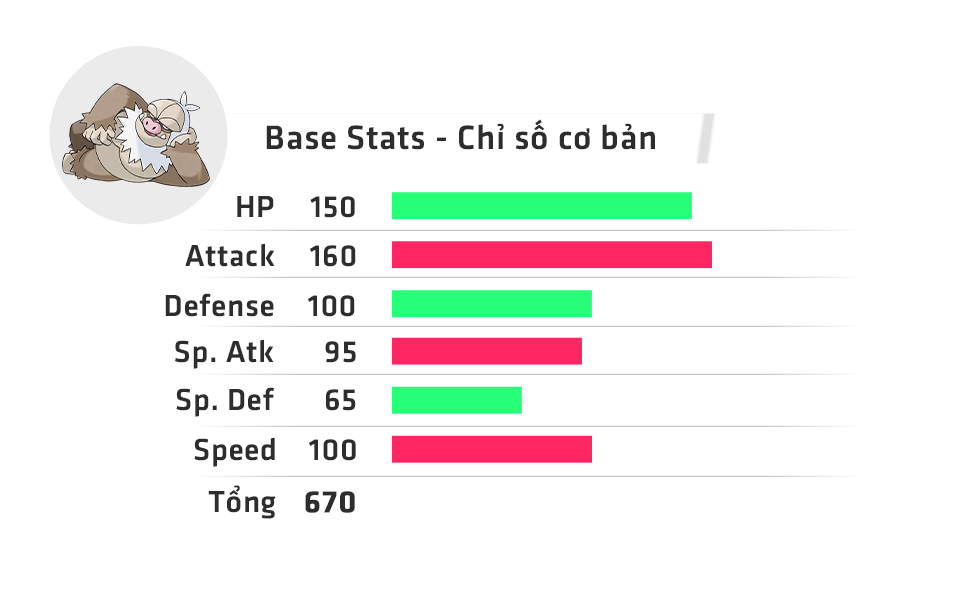 Base Stats - Chỉ số cơ bản
HP 150
Attack 160
Defense 100
Sp. Atk 95
Sp. Def 65
Speed 100
Tổng 670